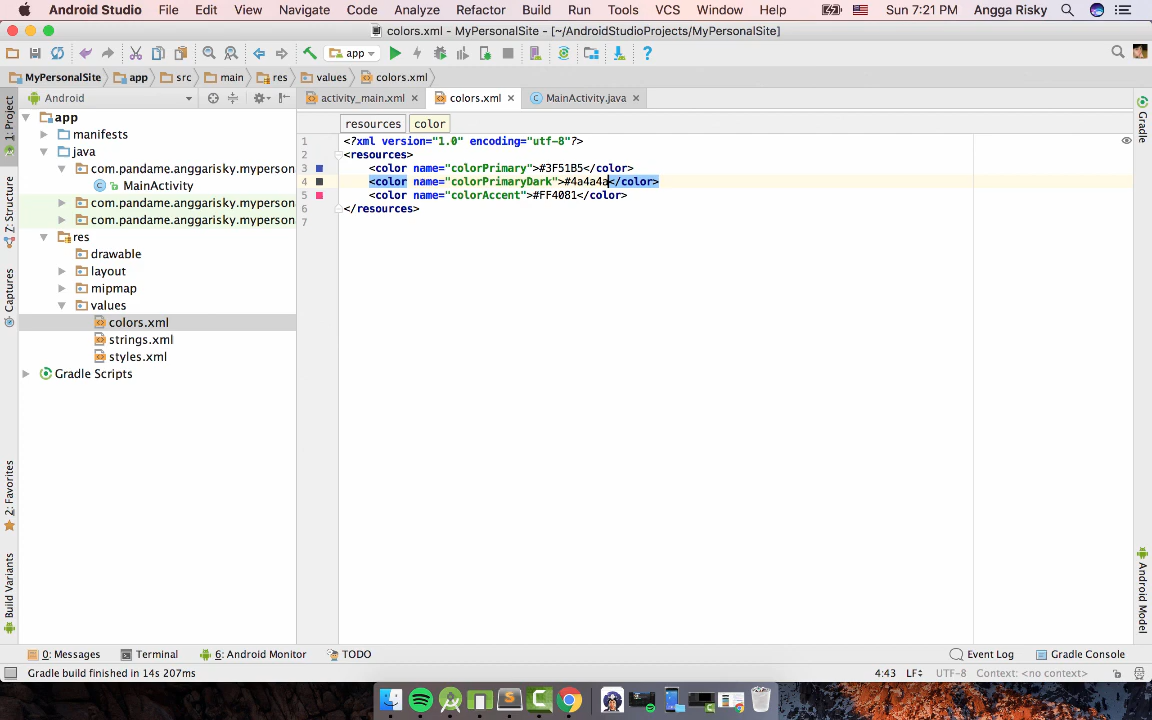 Android Studio File Edit View Navigate Code Analyze Refactor Build Run Tools VCS Window Help Sun 7:21 PM Angga Risky
colors.xml - MyPersonalSite - [~/AndroidStudioProjects/MyPersonalSite]
app
MyPersonalSite app src main res values colors.xml
Android activity_main.xml colors.xml MainActivity.java
resources color
app
manifests
java
com.pandame.anggarisky.myperson
MainActivity
com.pandame.anggarisky.myperson
com.pandame.anggarisky.myperson
res
drawable
layout
mipmap
values
colors.xml
strings.xml
styles.xml
Gradle Scripts
1 <?xml version="1.0" encoding="utf-8"?>
2 <resources>
3 <color name="colorPrimary">#3F51B5</color>
4 <color name="colorPrimaryDark">#4a4a4a</color>
5 <color name="colorAccent">#FF4081</color>
6 </resources>
7
1: Project
Z: Structure
Captures
2: Favorites
Build Variants
Gradle
Android Model
0: Messages Terminal 6: Android Monitor TODO Event Log Gradle Console
Gradle build finished in 14s 207ms 4:43 LF UTF-8 Context: <no context>